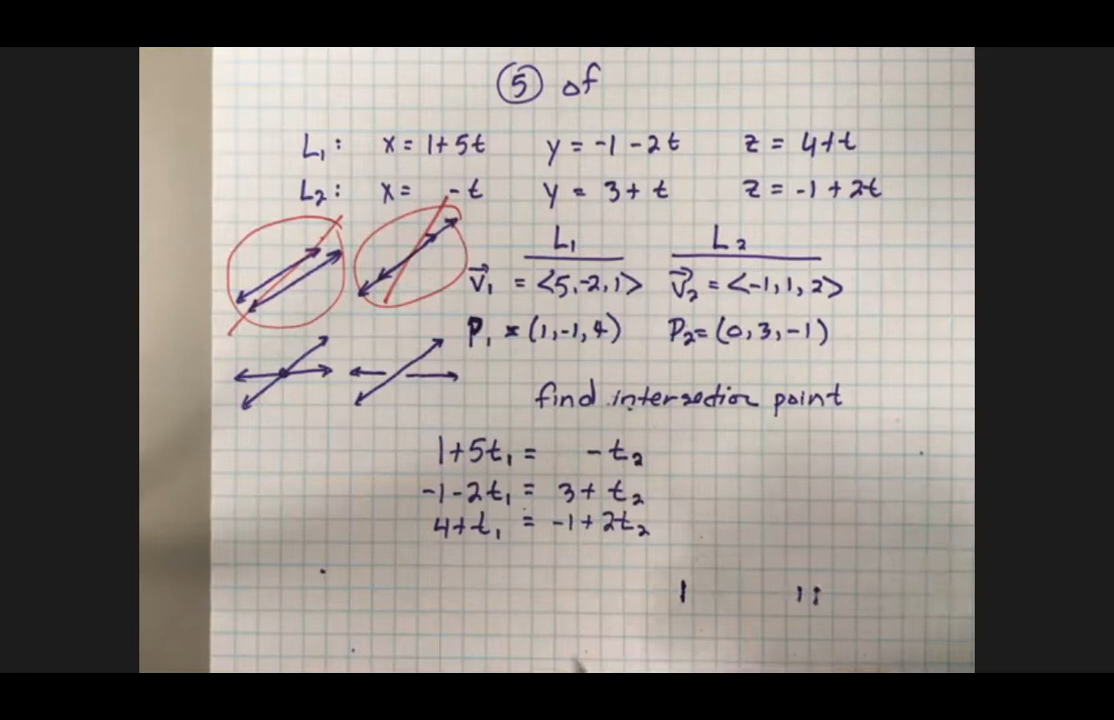 5 of
L₁: x = 1+5t y = -1-2t z = 4+t
L₂: x = -t y = 3+t z = -1+2t
L₁ L₂
v⃗₁ = <5,-2,1> v⃗₂ = <-1,1,2>
P₁ = (1,-1,4) P₂ = (0,3,-1)
find intersection point
1+5t₁ = -t₂
-1-2t₁ = 3+t₂
4+t₁ = -1+2t₂